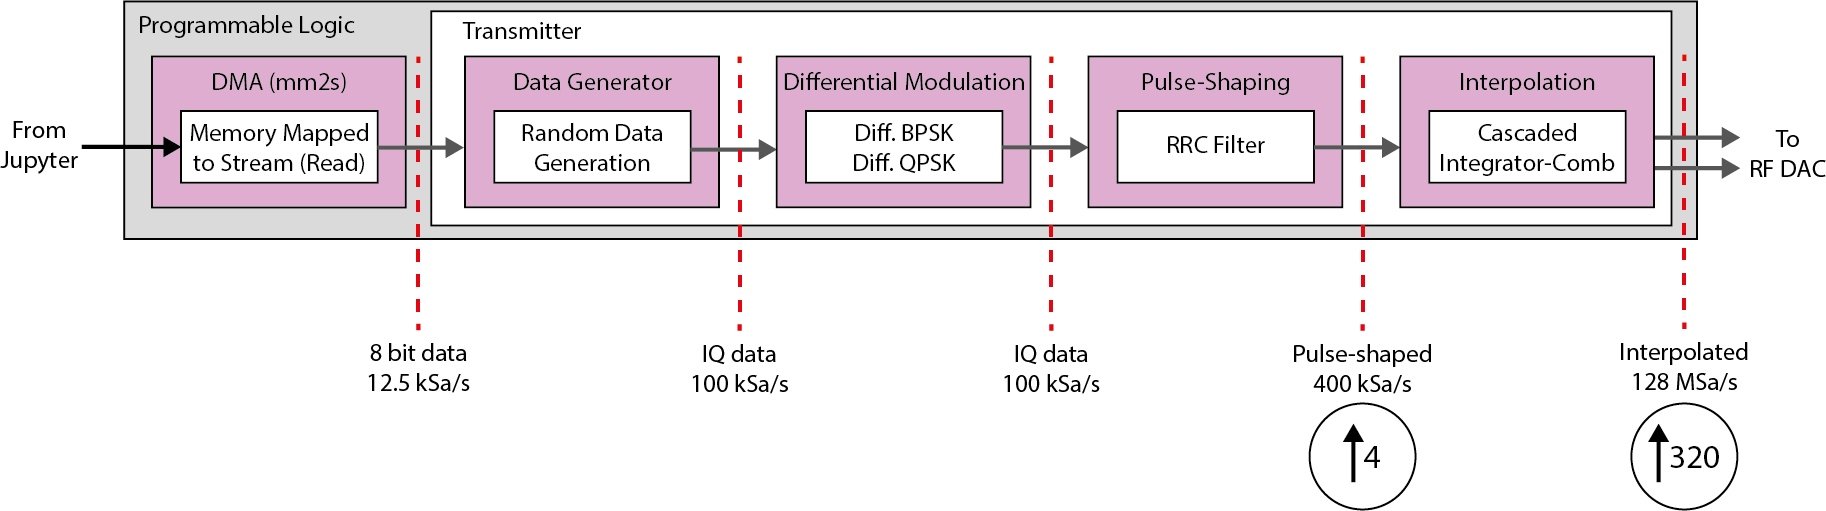 Programmable Logic
Transmitter
DMA (mm2s)
Data Generator
Differential Modulation
Pulse-Shaping
Interpolation
From
Jupyter
Memory Mapped
to Stream (Read)
Random Data
Generation
Diff. BPSK
Diff. QPSK
RRC Filter
Cascaded
Integrator-Comb
To
RF DAC
8 bit data
12.5 kSa/s
IQ data
100 kSa/s
IQ data
100 kSa/s
Pulse-shaped
400 kSa/s
Interpolated
128 MSa/s
4
320